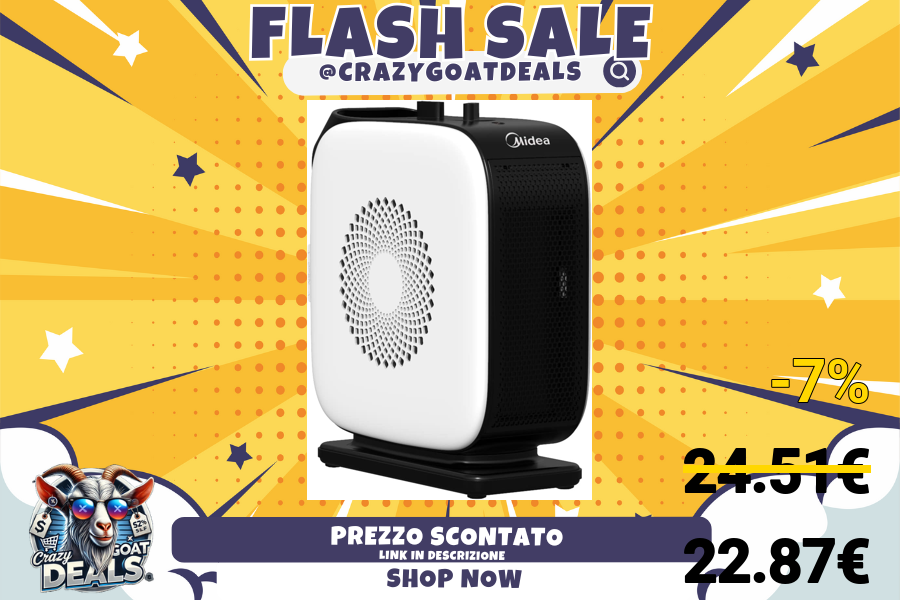 FLASH SALE
@CRAZYGOATDEALS
Midea
-7%
24.51€
22.87€
PREZZO SCONTATO
LINK IN DESCRIZIONE
SHOP NOW
$
52%
Crazy
GOAT
DEALS